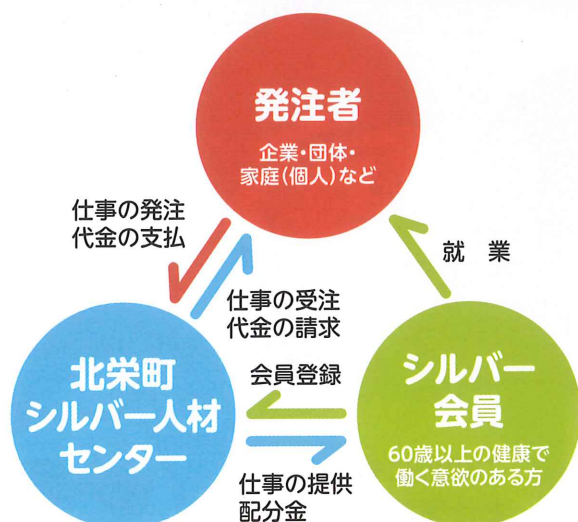 発注者
企業・団体・
家庭(個人)など
仕事の発注
代金の支払
就 業
仕事の受注
代金の請求
北栄町
シルバー人材
センター
会員登録
シルバー
会員
60歳以上の健康で
働く意欲のある方
仕事の提供
配分金